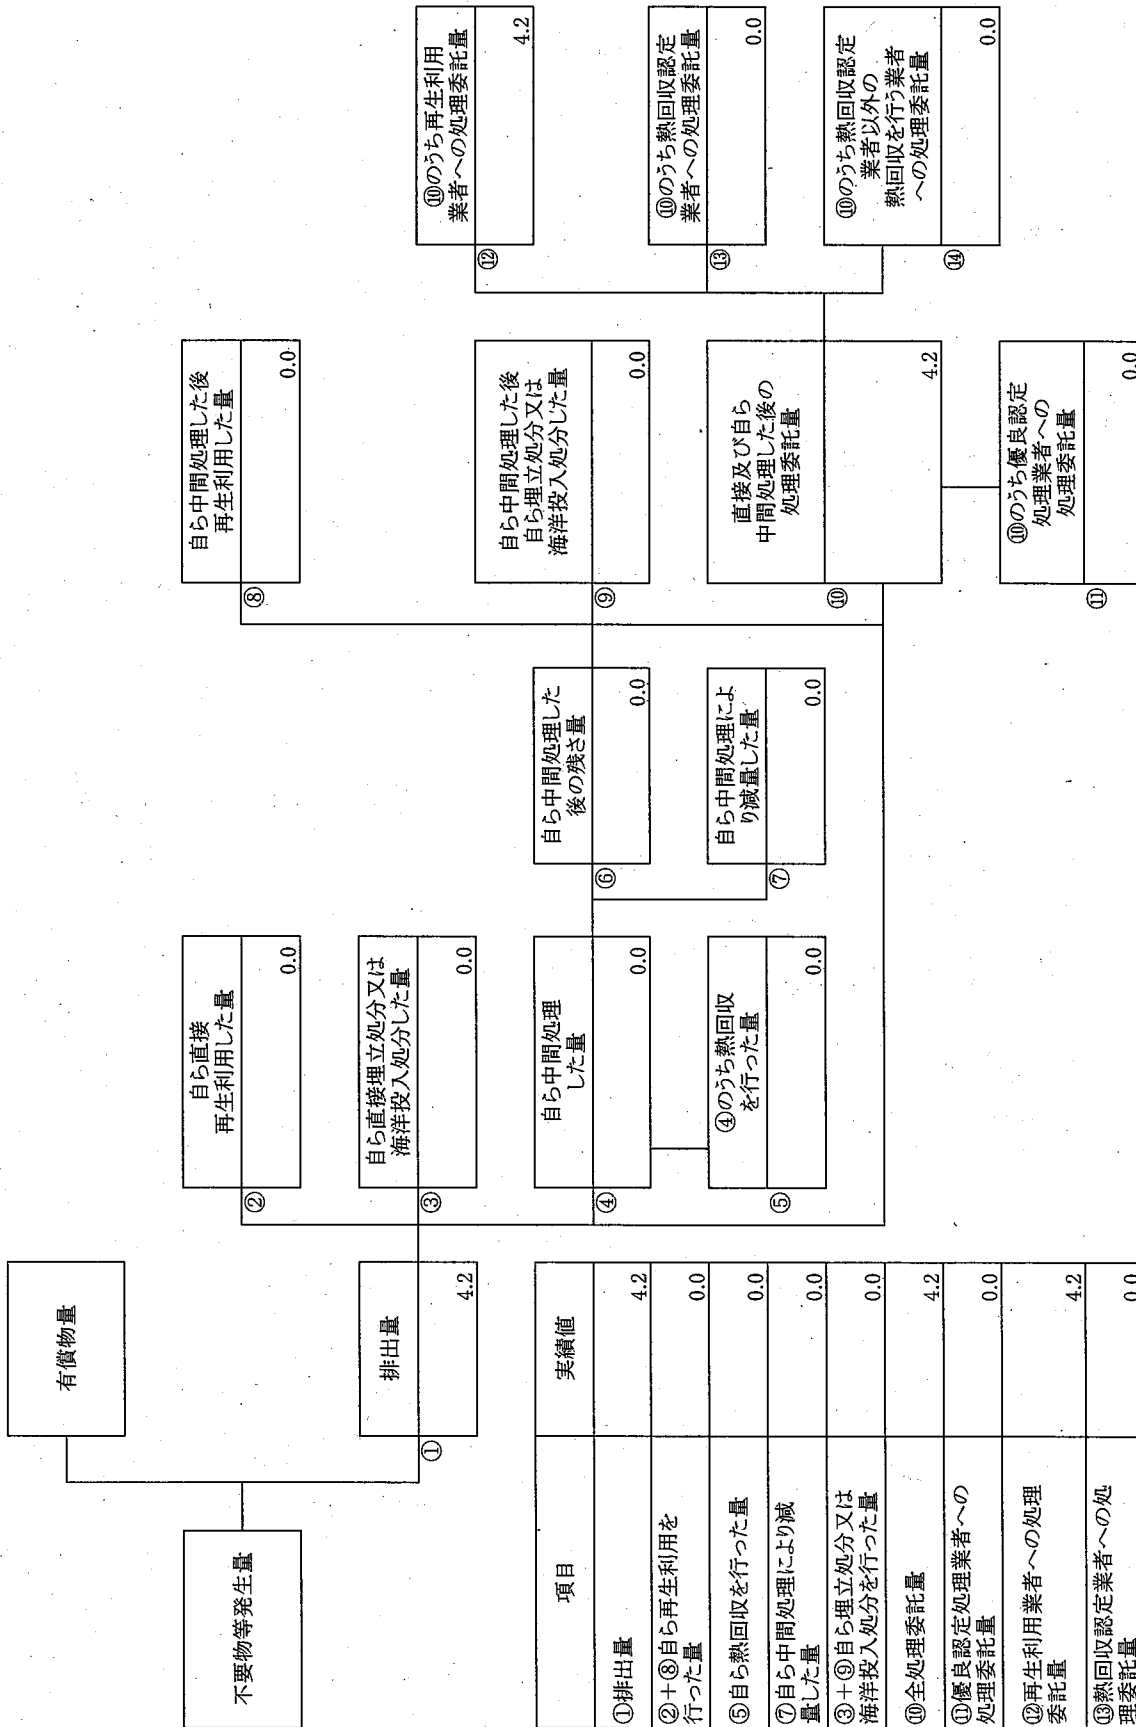 不要物等発生量
有償物量
①
排出量
4.2
②
自ら直接
再生利用した量
0.0
③
自ら直接埋立処分又は
海洋投入処分した量
0.0
④
自ら中間処理
した量
0.0
⑤
④のうち熱回収
を行った量
0.0
⑥
自ら中間処理した
後の残さ量
0.0
⑦
自ら中間処理によ
り減量した量
0.0
⑧
自ら中間処理した後
再生利用した量
0.0
⑨
自ら中間処理した後
自ら埋立処分又は
海洋投入処分した量
0.0
⑩
直接及び自ら
中間処理した後の
処理委託量
4.2
⑪
⑩のうち優良認定
処理業者への
処理委託量
0.0
⑫
⑩のうち再生利用
業者への処理委託量
4.2
⑬
⑩のうち熱回収認定
業者への処理委託量
0.0
⑭
⑩のうち熱回収認定
業者以外の
熱回収を行う業者
への処理委託量
0.0
項目 実績値
①排出量 4.2
②+⑧自ら再生利用を
行った量 0.0
⑤自ら熱回収を行った量 0.0
⑦自ら中間処理により減
量した量 0.0
③+⑨自ら埋立処分又は
海洋投入処分を行った量 0.0
⑩全処理委託量 4.2
⑪優良認定処理業者への
処理委託量 0.0
⑫再生利用業者への処理
委託量 4.2
⑬熱回収認定業者への処
理委託量 0.0